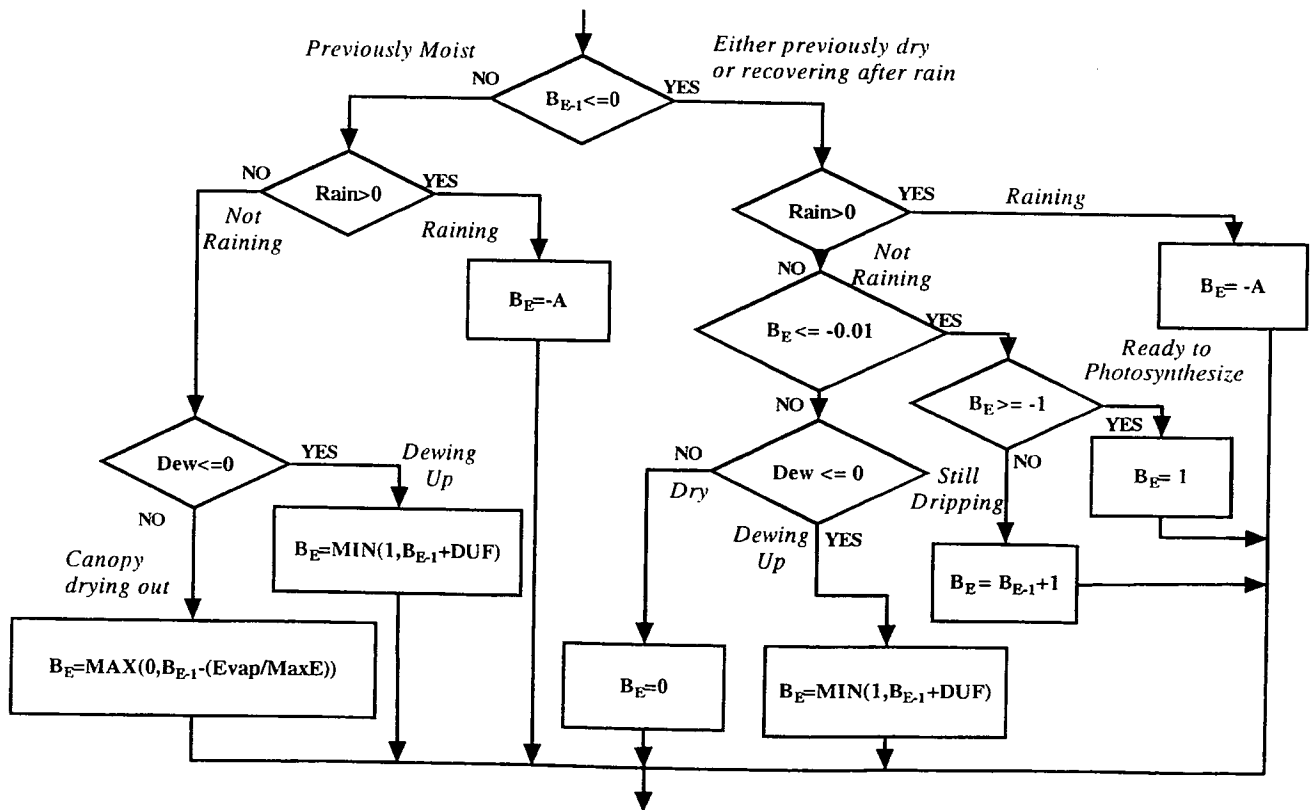 Previously Moist
Either previously dry
or recovering after rain
NO
YES
B_E-1<=0
NO
YES
Rain>0
Not
Raining
Raining
B_E=-A
YES
Rain>0
Raining
NO
Not
Raining
B_E= -A
B_E<= -0.01
YES
Ready to
Photosynthesize
B_E>= -1
NO
YES
NO
B_E= 1
Dew<=0
YES
Dewing
Up
NO
B_E=MIN(1,B_E-1+DUF)
Canopy
drying out
B_E=MAX(0,B_E-1-(Evap/MaxE))
NO
Dry
Dew <= 0
Still
Dripping
Dewing
Up
YES
B_E= B_E-1+1
B_E=0
B_E=MIN(1,B_E-1+DUF)